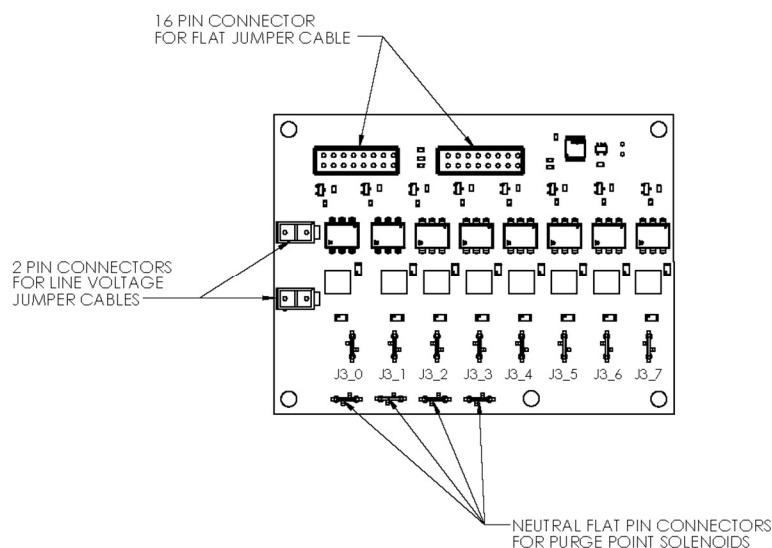 16 PIN CONNECTOR
FOR FLAT JUMPER CABLE
2 PIN CONNECTORS
FOR LINE VOLTAGE
JUMPER CABLES
J3_0 J3_1 J3_2 J3_3 J3_4 J3_5 J3_6 J3_7
NEUTRAL FLAT PIN CONNECTORS
FOR PURGE POINT SOLENOIDS